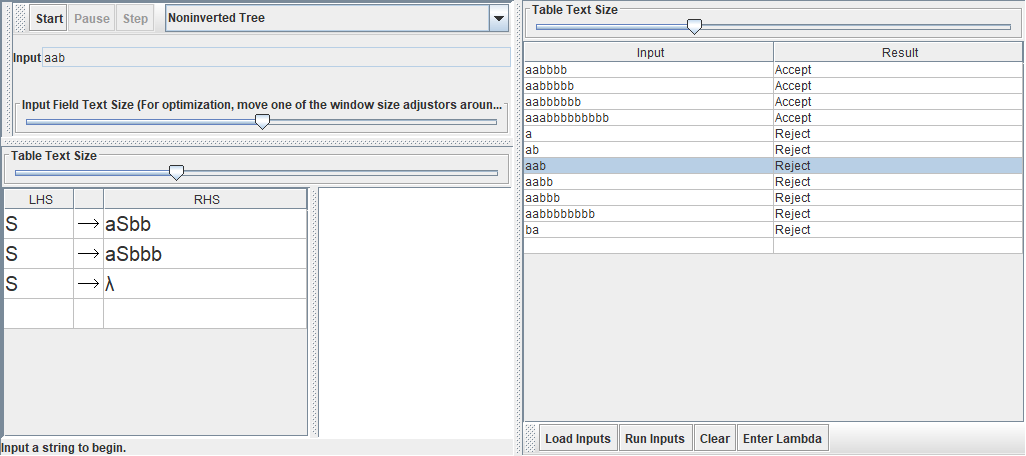 Start Pause Step Noninverted Tree
Input aab
Input Field Text Size (For optimization, move one of the window size adjustors aroun...
Table Text Size
LHS RHS
S → aSbb
S → aSbbb
S → λ
Input a string to begin.
Table Text Size
Input Result
aabbbb Accept
aabbbbb Accept
aabbbbbb Accept
aaabbbbbbbbb Accept
a Reject
ab Reject
aab Reject
aabb Reject
aabbb Reject
aabbbbbbbb Reject
ba Reject
Load Inputs Run Inputs Clear Enter Lambda